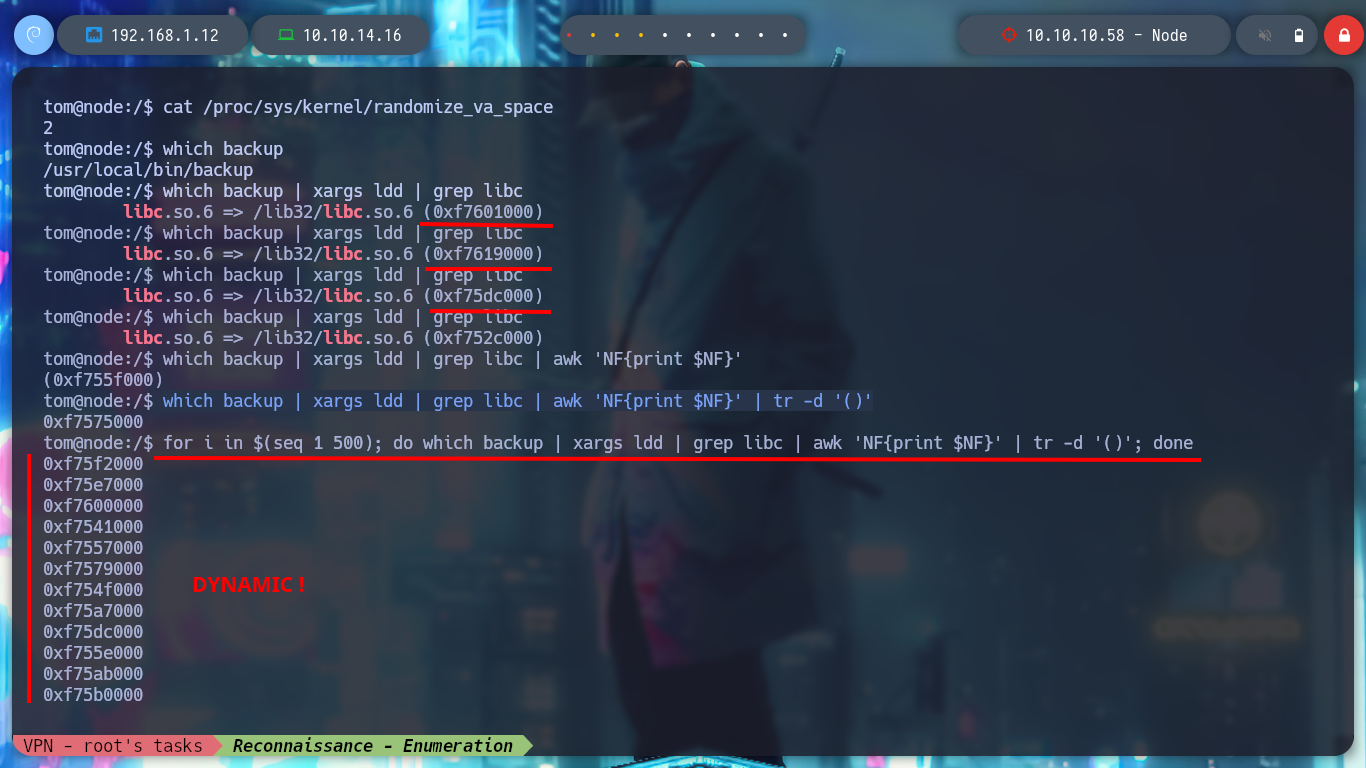 192.168.1.12
10.10.14.16
10.10.10.58 - Node
tom@node:/$ cat /proc/sys/kernel/randomize_va_space
2
tom@node:/$ which backup
/usr/local/bin/backup
tom@node:/$ which backup | xargs ldd | grep libc
libc.so.6 => /lib32/libc.so.6 (0xf7601000)
tom@node:/$ which backup | xargs ldd | grep libc
libc.so.6 => /lib32/libc.so.6 (0xf7619000)
tom@node:/$ which backup | xargs ldd | grep libc
libc.so.6 => /lib32/libc.so.6 (0xf75dc000)
tom@node:/$ which backup | xargs ldd | grep libc
libc.so.6 => /lib32/libc.so.6 (0xf752c000)
tom@node:/$ which backup | xargs ldd | grep libc | awk 'NF{print $NF}'
(0xf755f000)
tom@node:/$ which backup | xargs ldd | grep libc | awk 'NF{print $NF}' | tr -d '()'
0xf7575000
tom@node:/$ for i in $(seq 1 500); do which backup | xargs ldd | grep libc | awk 'NF{print $NF}' | tr -d '()'; done
0xf75f2000
0xf75e7000
0xf7600000
0xf7541000
0xf7557000
0xf7579000
0xf754f000
DYNAMIC !
0xf75a7000
0xf75dc000
0xf755e000
0xf75ab000
0xf75b0000
VPN - root's tasks
Reconnaissance - Enumeration